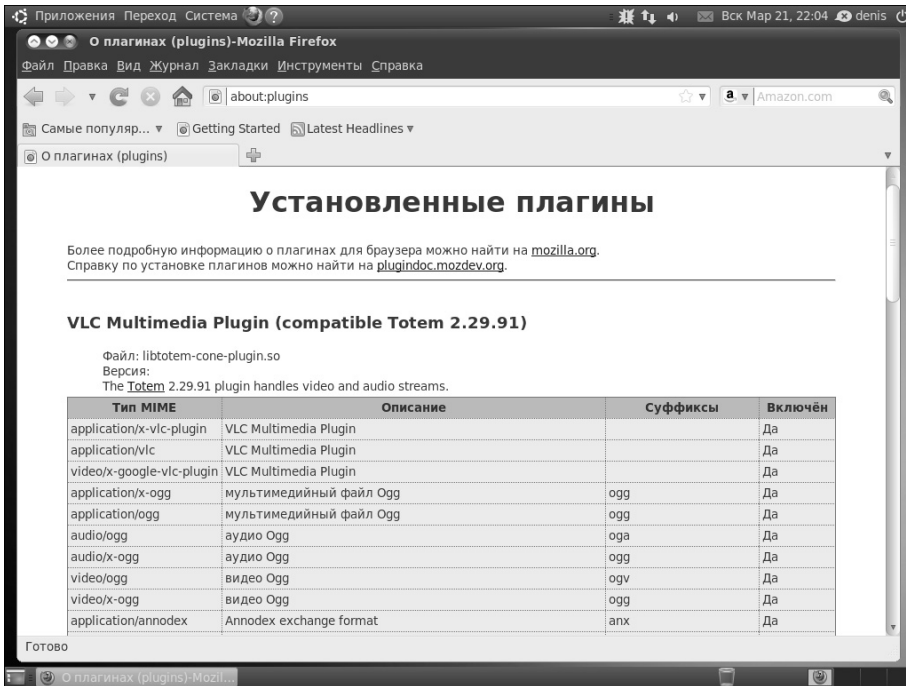 Приложения Переход Система
Вск Мар 21, 22:04 denis
О плагинах (plugins)-Mozilla Firefox
Файл Правка Вид Журнал Закладки Инструменты Справка
about:plugins
a Amazon.com
Самые популяр... Getting Started Latest Headlines
О плагинах (plugins)
Установленные плагины
Более подробную информацию о плагинах для браузера можно найти на mozilla.org.
Справку по установке плагинов можно найти на plugindoc.mozdev.org.
VLC Multimedia Plugin (compatible Totem 2.29.91)
Файл: libtotem-cone-plugin.so
Версия:
The Totem 2.29.91 plugin handles video and audio streams.
Тип MIME Описание Суффиксы Включён
application/x-vlc-plugin VLC Multimedia Plugin Да
application/vlc VLC Multimedia Plugin Да
video/x-google-vlc-plugin VLC Multimedia Plugin Да
application/x-ogg мультимедийный файл Ogg ogg Да
application/ogg мультимедийный файл Ogg ogg Да
audio/ogg аудио Ogg oga Да
audio/x-ogg аудио Ogg ogg Да
video/ogg видео Ogg ogv Да
video/x-ogg видео Ogg ogg Да
application/annodex Annodex exchange format anx Да
Готово
О плагинах (plugins)-Mozil...